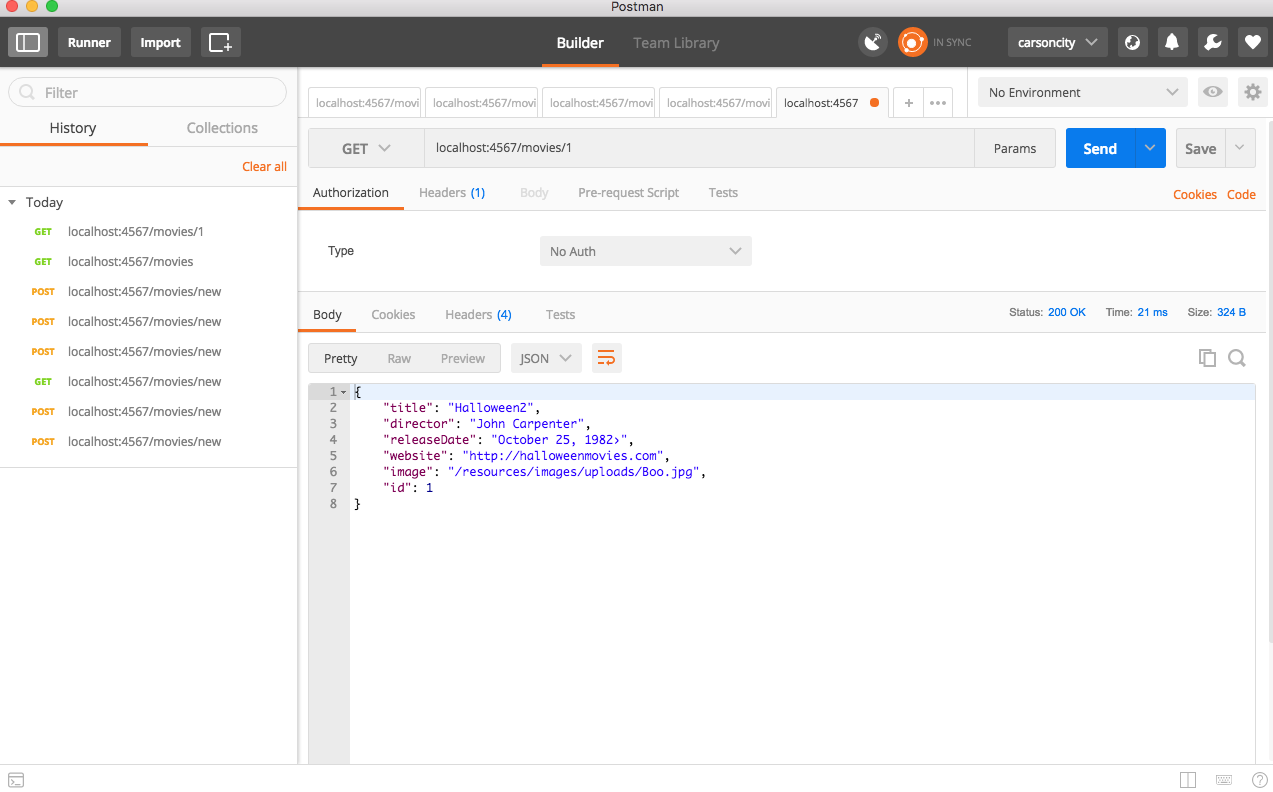 Postman
Runner
Import
Builder
Team Library
IN SYNC
carsoncity
Filter
History
Collections
Clear all
Today
GET localhost:4567/movies/1
GET localhost:4567/movies
POST localhost:4567/movies/new
POST localhost:4567/movies/new
POST localhost:4567/movies/new
GET localhost:4567/movies/new
POST localhost:4567/movies/new
POST localhost:4567/movies/new
localhost:4567/movi
localhost:4567/movi
localhost:4567/movi
localhost:4567/movi
localhost:4567
+
No Environment
GET
localhost:4567/movies/1
Params
Send
Save
Authorization
Headers (1)
Body
Pre-request Script
Tests
Cookies
Code
Type
No Auth
Body
Cookies
Headers (4)
Tests
Status: 200 OK
Time: 21 ms
Size: 324 B
Pretty
Raw
Preview
JSON
1 {
2 "title": "Halloween2",
3 "director": "John Carpenter",
4 "releaseDate": "October 25, 1982>",
5 "website": "http://halloweenmovies.com",
6 "image": "/resources/images/uploads/Boo.jpg",
7 "id": 1
8 }